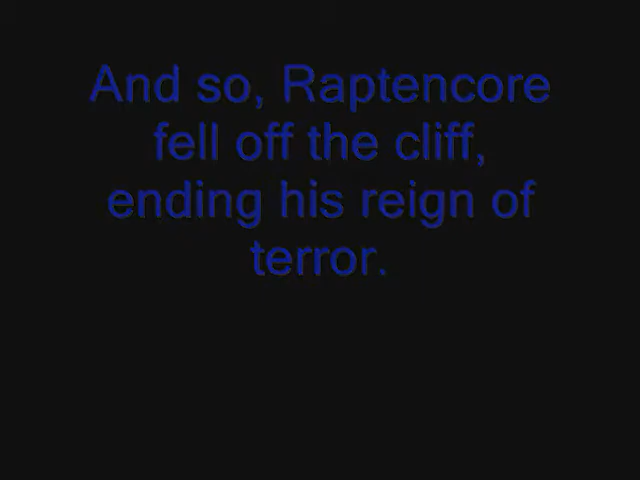 And so, Raptencore
fell off the cliff,
ending his reign of
terror.